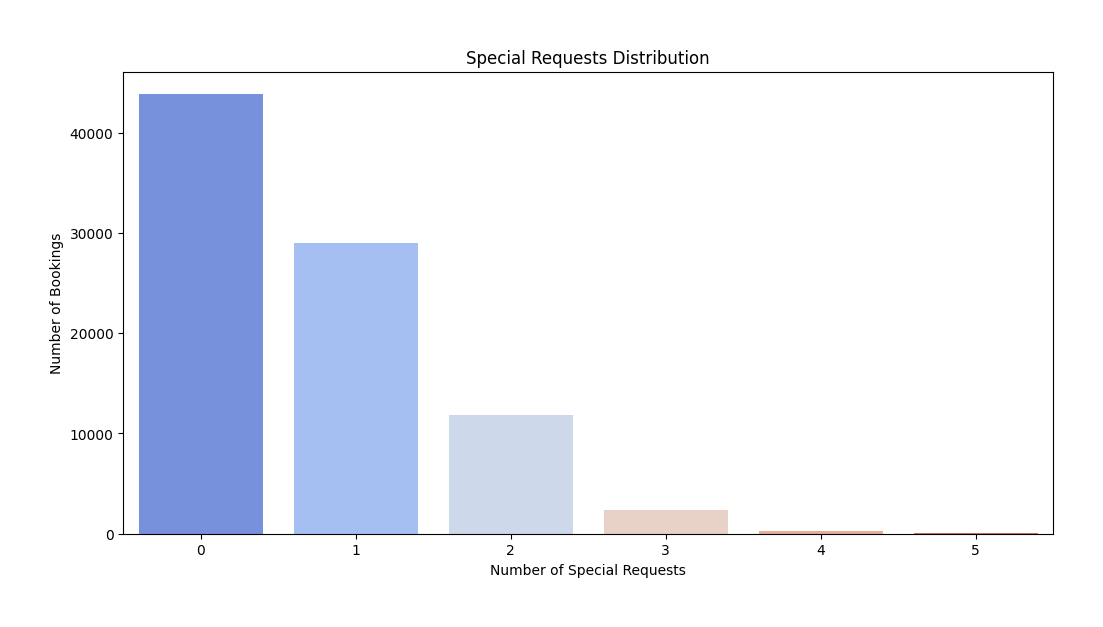 Special Requests Distribution
Number of Bookings
40000
30000
20000
10000
0
0 1 2 3 4 5
Number of Special Requests